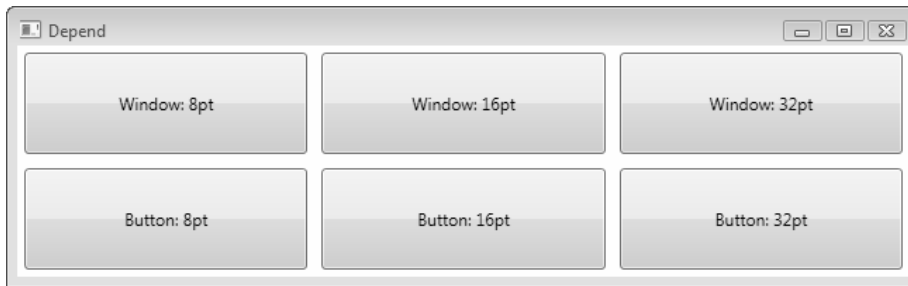 Depend
Window: 8pt Window: 16pt Window: 32pt
Button: 8pt Button: 16pt Button: 32pt